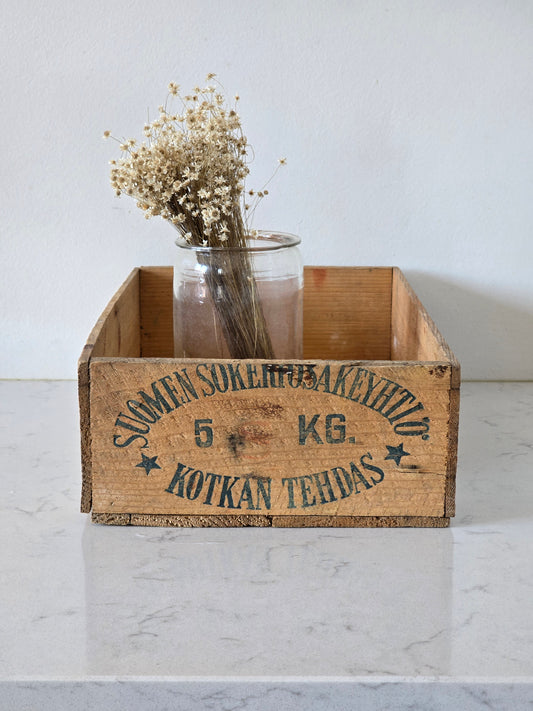 SUOMEN SOKERIOSAKEYHTIÖ
5 KG.
KOTKAN TEHDAS